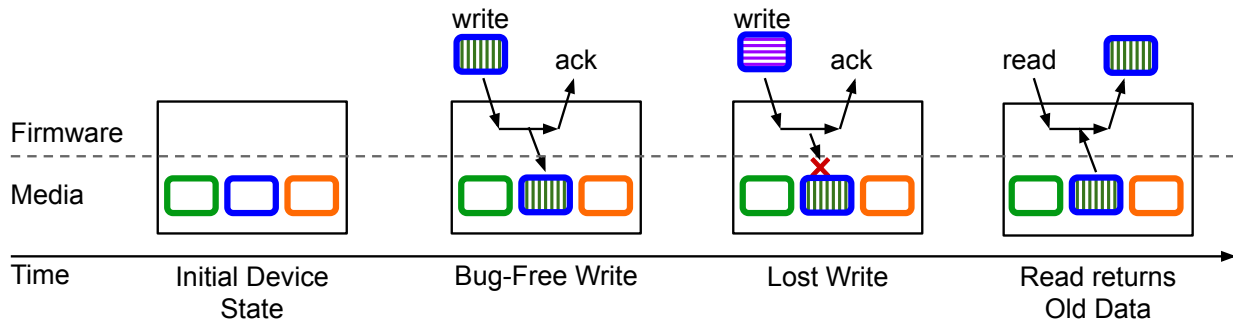 write
write
ack
ack
read
Firmware
Media
Time
Initial Device
State
Bug-Free Write
Lost Write
Read returns
Old Data